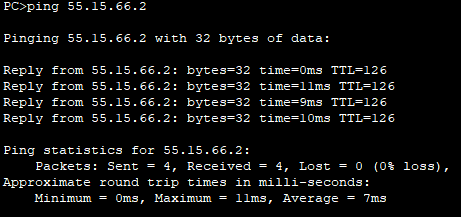 PC>ping 55.15.66.2
Pinging 55.15.66.2 with 32 bytes of data:
Reply from 55.15.66.2: bytes=32 time=0ms TTL=126
Reply from 55.15.66.2: bytes=32 time=11ms TTL=126
Reply from 55.15.66.2: bytes=32 time=9ms TTL=126
Reply from 55.15.66.2: bytes=32 time=10ms TTL=126
Ping statistics for 55.15.66.2:
Packets: Sent = 4, Received = 4, Lost = 0 (0% loss),
Approximate round trip times in milli-seconds:
Minimum = 0ms, Maximum = 11ms, Average = 7ms